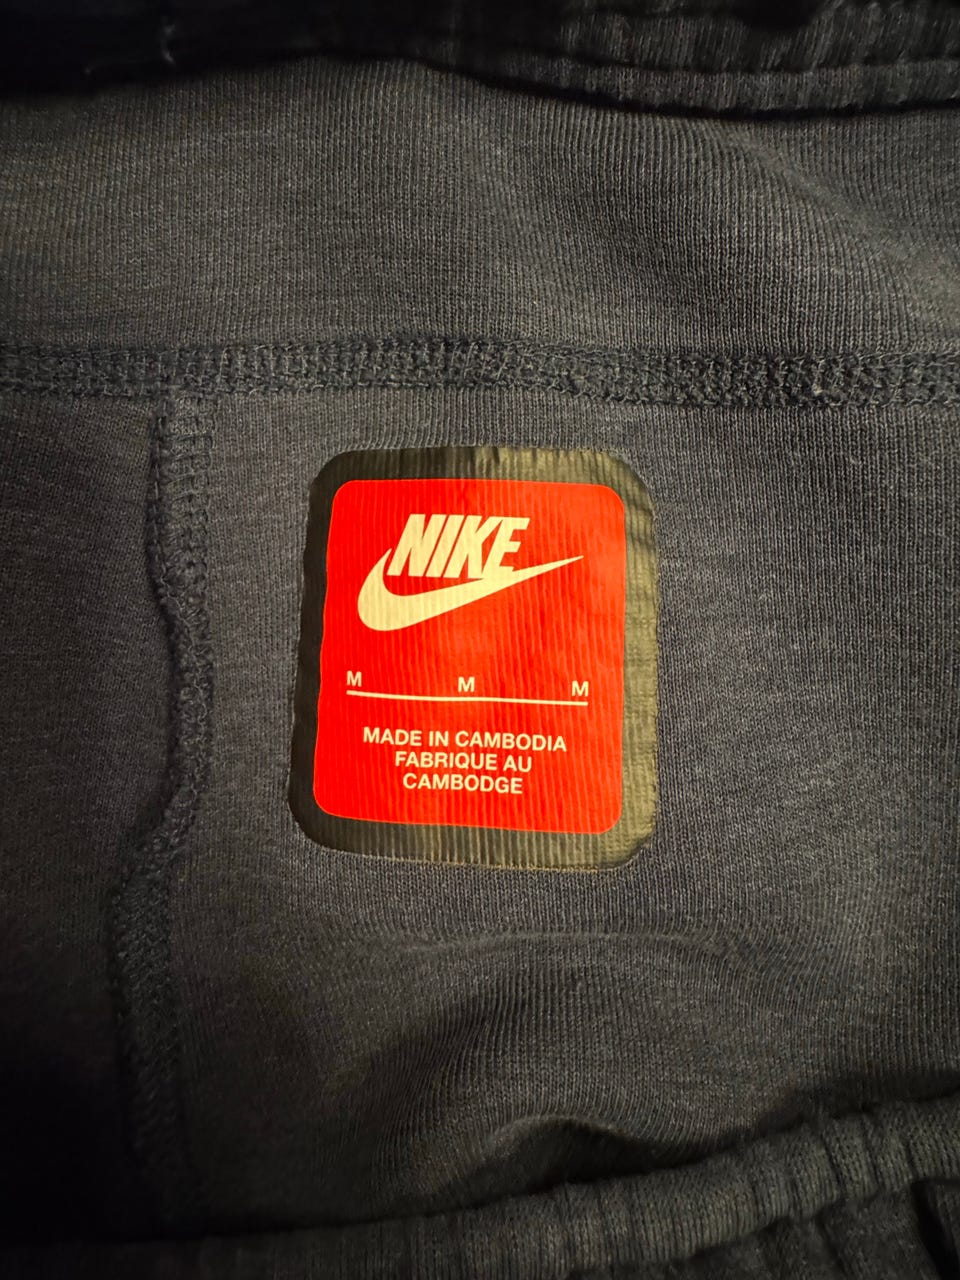 NIKE
M M M
MADE IN CAMBODIA
FABRIQUE AU
CAMBODGE